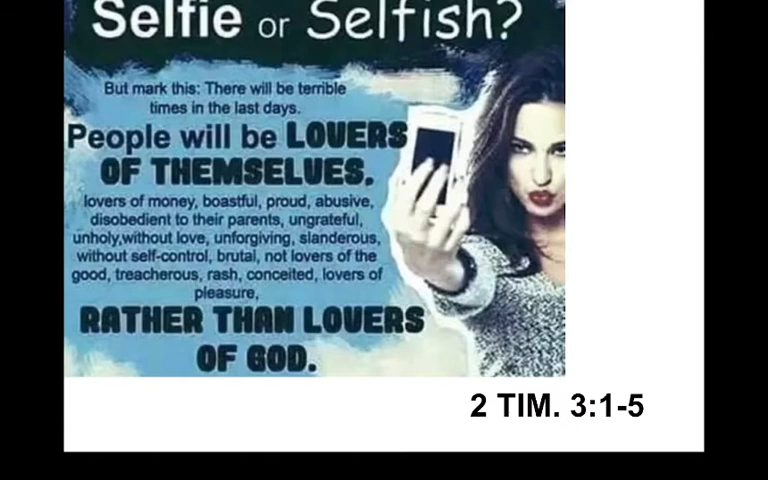 Selfie or Selfish?
But mark this: There will be terrible
times in the last days.
People will be LOVERS
OF THEMSELVES.
lovers of money, boastful, proud, abusive,
disobedient to their parents, ungrateful,
unholy,without love, unforgiving, slanderous,
without self-control, brutal, not lovers of the
good, treacherous, rash, conceited, lovers of
pleasure,
RATHER THAN LOVERS
OF GOD.
2 TIM. 3:1-5